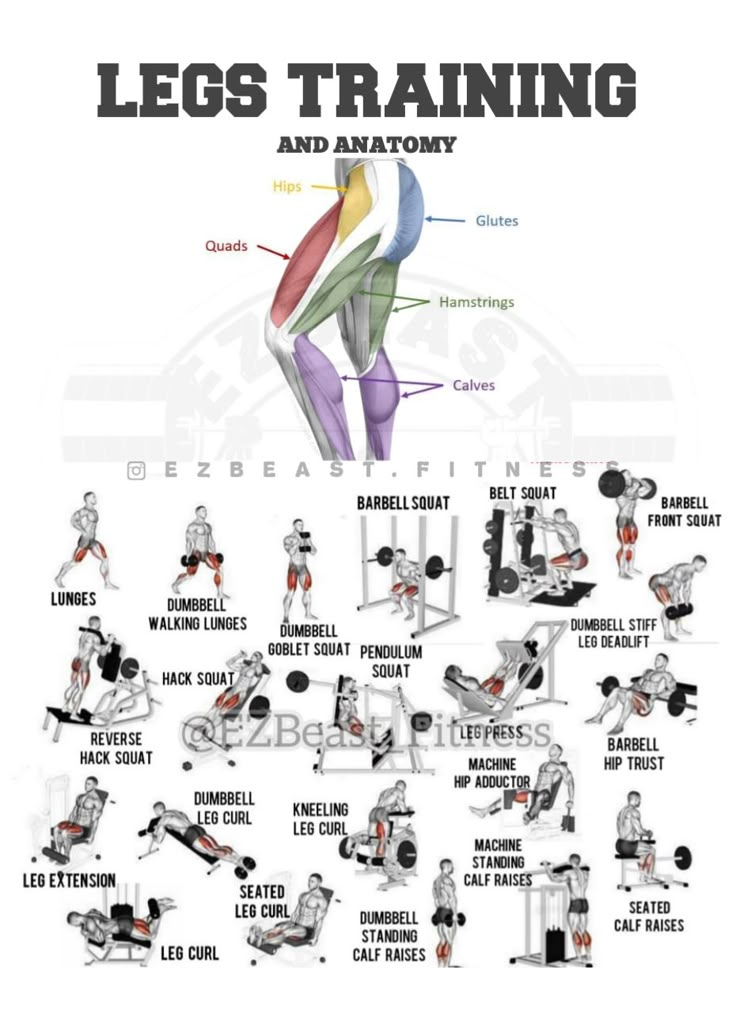 LEGS TRAINING
AND ANATOMY
Hips
Glutes
Quads
Hamstrings
EZBEAST
Calves
EZBEAST.FITNESS
BARBELL SQUAT
BELT SQUAT
BARBELL
FRONT SQUAT
LUNGES
DUMBBELL
WALKING LUNGES
DUMBBELL
GOBLET SQUAT
DUMBBELL STIFF
LEG DEADLIFT
PENDULUM
SQUAT
HACK SQUAT
REVERSE
HACK SQUAT
@EZBeast_Fitness
LEG PRESS
BARBELL
HIP TRUST
MACHINE
HIP ADDUCTOR
DUMBBELL
LEG CURL
KNEELING
LEG CURL
LEG EXTENSION
MACHINE
STANDING
CALF RAISES
SEATED
CALF RAISES
SEATED
LEG CURL
LEG CURL
DUMBBELL
STANDING
CALF RAISES